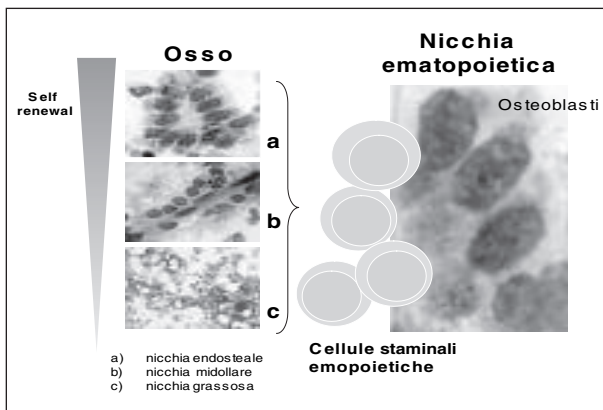 Osso
Self
renewal
a
b
c
a) nicchia endosteale
b) nicchia midollare
c) nicchia grassosa
Nicchia
ematopoietica
Osteoblasti
Cellule staminali
emopoietiche